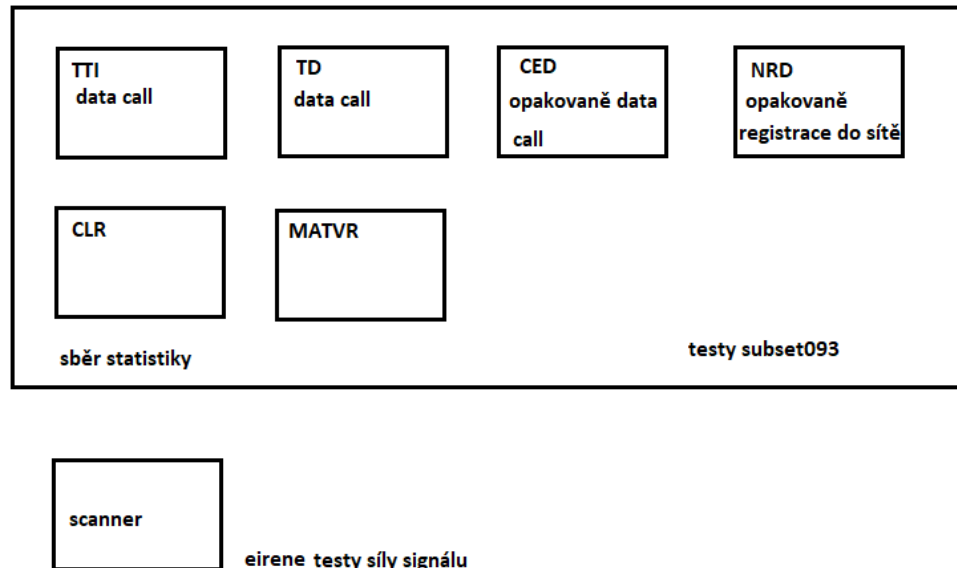 TTI
data call
TD
data call
CED
opakovaně data
call
NRD
opakovaně
registrace do sítě
CLR
MATVR
sběr statistiky
testy subset093
scanner
eirene testy síly signálu